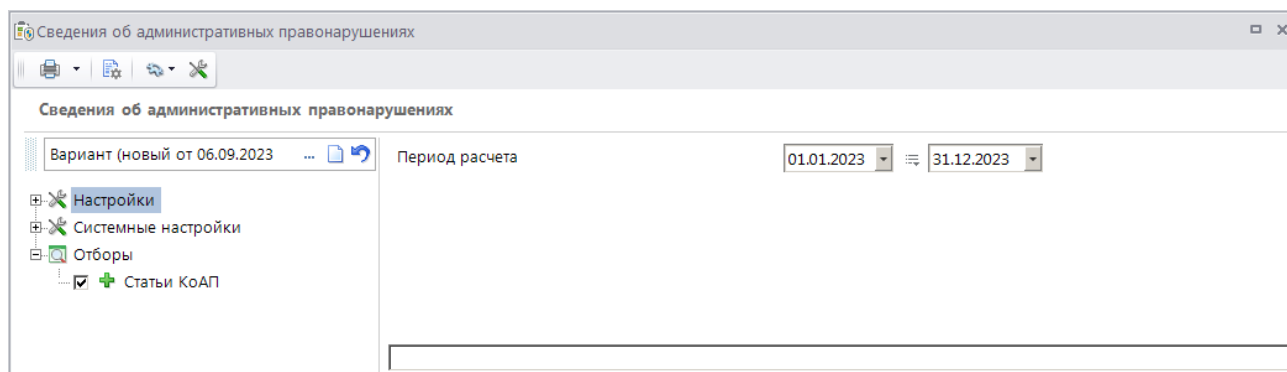 Сведения об административных правонарушениях
Сведения об административных правонарушениях
Вариант (новый от 06.09.2023 ...
Период расчета 01.01.2023 31.12.2023
Настройки
Системные настройки
Отборы
Статьи КоАП